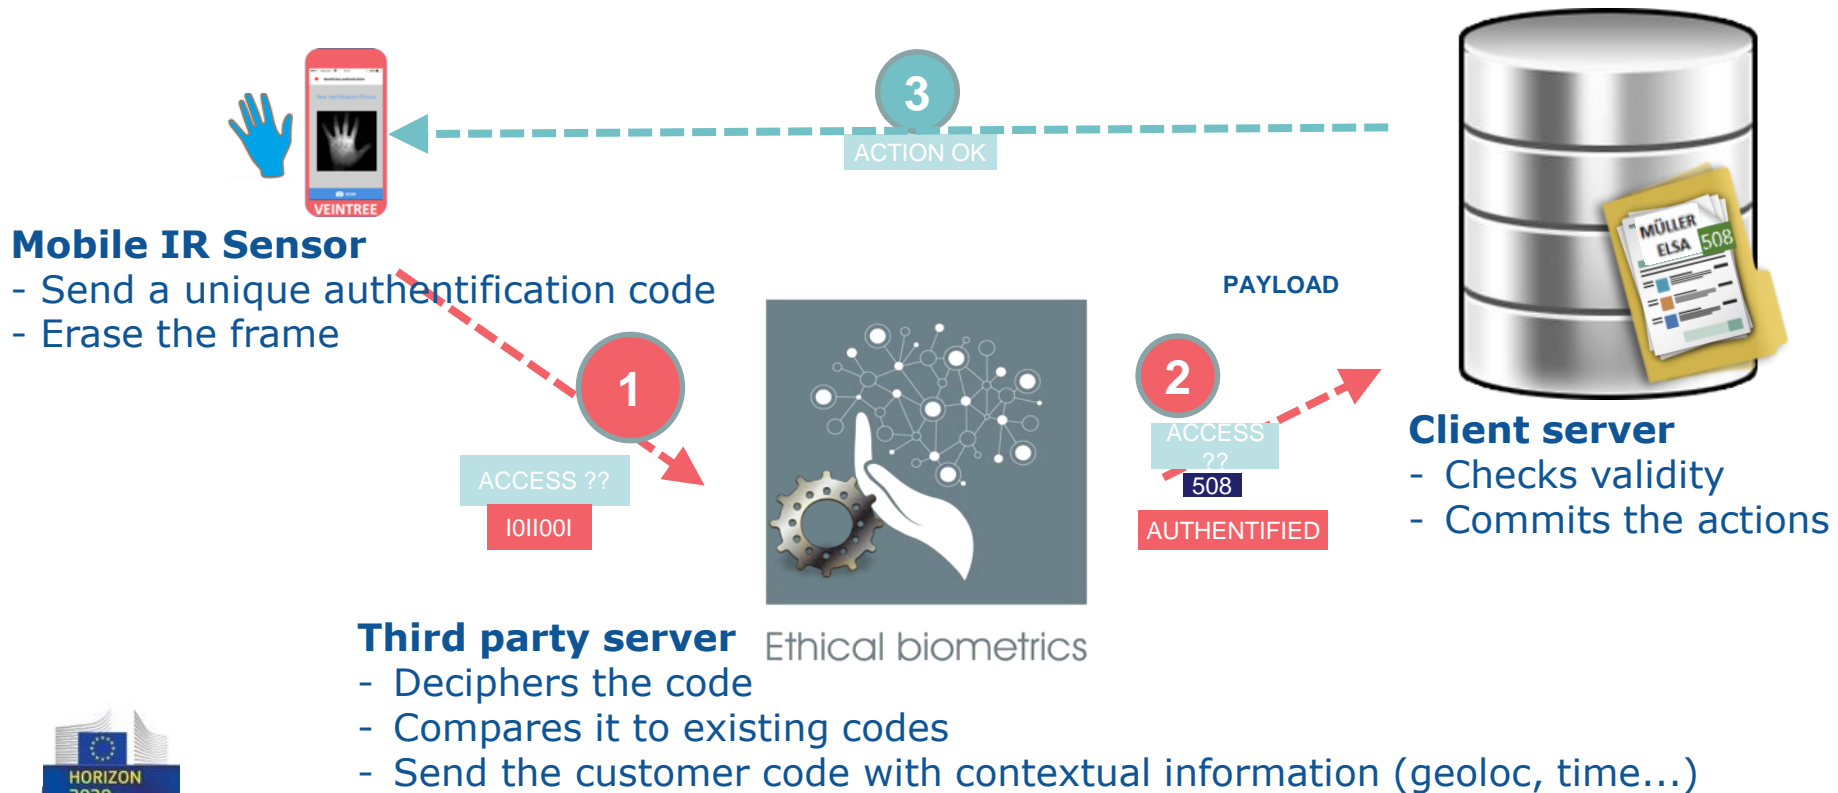 3
ACTION OK
VEINTREE
MÜLLER
ELSA
508
Mobile IR Sensor
- Send a unique authentification code
- Erase the frame
PAYLOAD
1
2
ACCESS ??
I0II00I
ACCESS
??
508
AUTHENTIFIED
Client server
- Checks validity
- Commits the actions
Ethical biometrics
Third party server
- Deciphers the code
- Compares it to existing codes
- Send the customer code with contextual information (geoloc, time...)
HORIZON